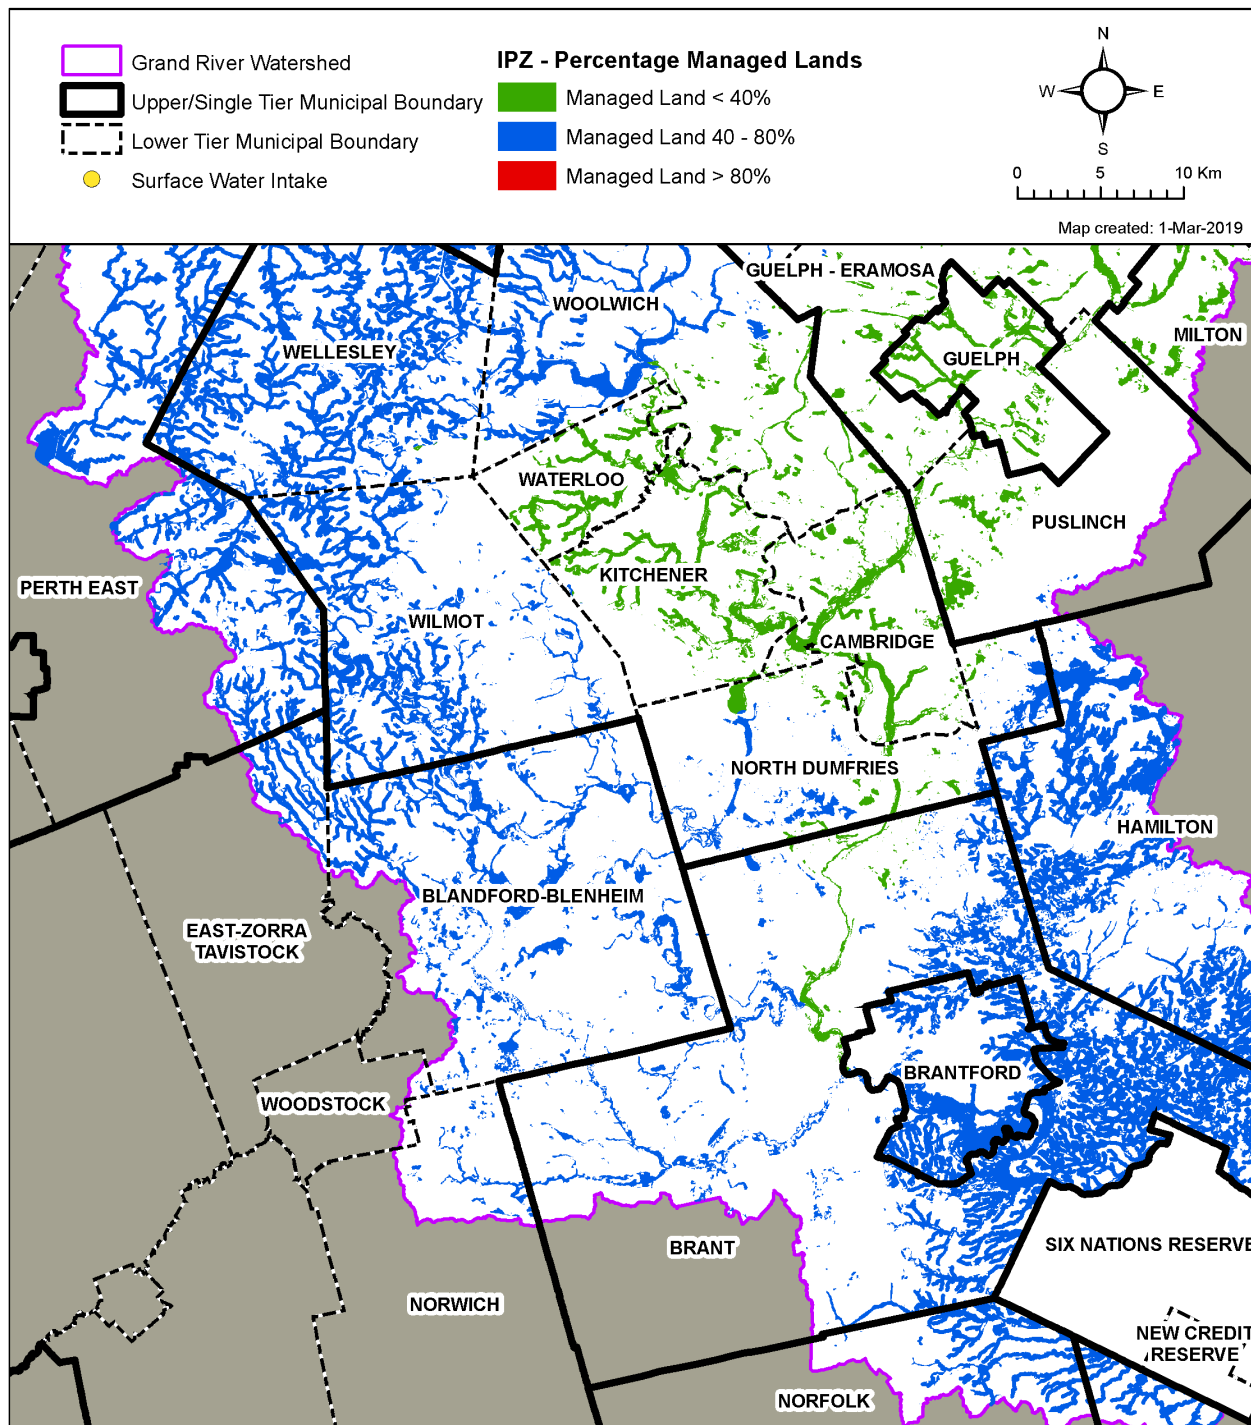 Grand River Watershed
Upper/Single Tier Municipal Boundary
Lower Tier Municipal Boundary
Surface Water Intake
IPZ - Percentage Managed Lands
Managed Land < 40%
Managed Land 40 - 80%
Managed Land > 80%
N
W
E
S
0 5 10 Km
Map created: 1-Mar-2019
GUELPH - ERAMOSA
WOOLWICH
MILTON
WELLESLEY
GUELPH
WATERLOO
PUSLINCH
KITCHENER
PERTH EAST
WILMOT
CAMBRIDGE
NORTH DUMFRIES
HAMILTON
BLANDFORD-BLENHEIM
EAST-ZORRA
TAVISTOCK
BRANTFORD
WOODSTOCK
SIX NATIONS RESERVE
BRANT
NORWICH
NEW CREDIT
RESERVE
NORFOLK